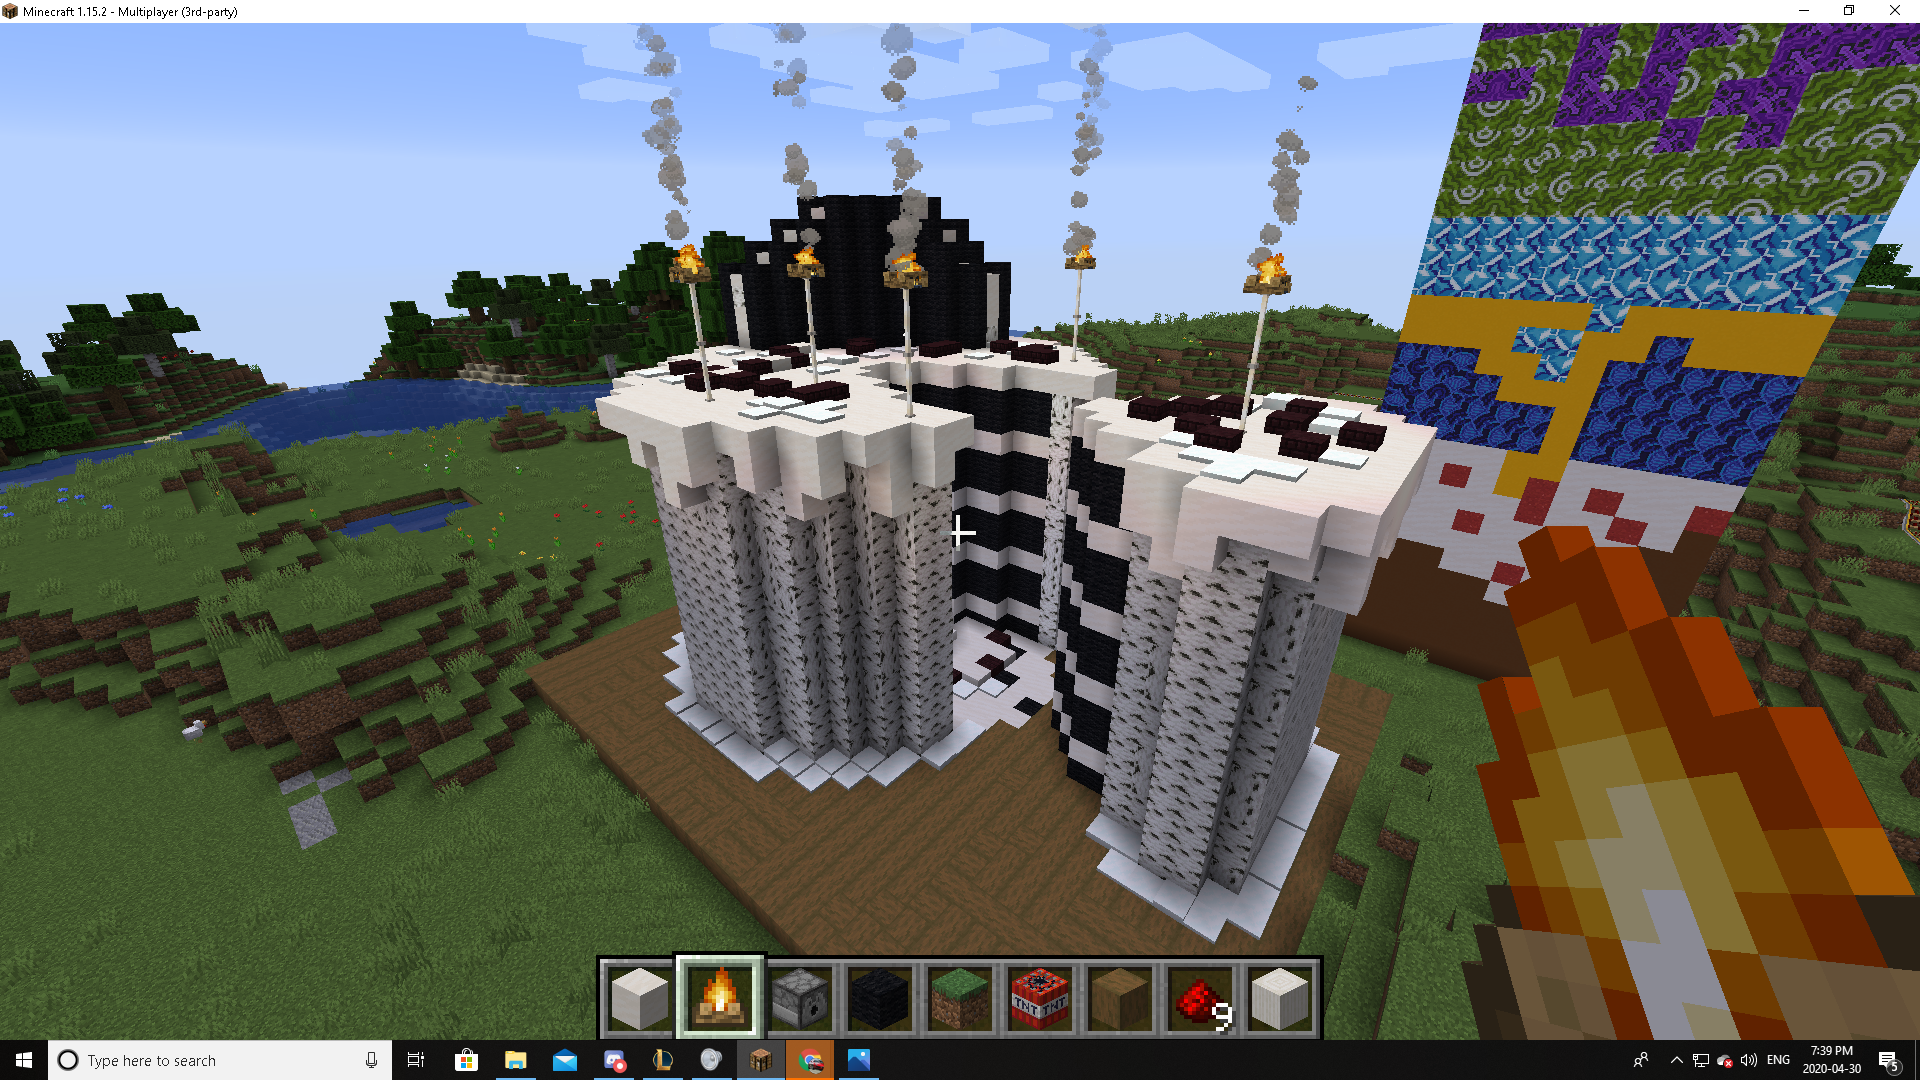 Minecraft 1.15.2 - Multiplayer (3rd-party)
TNT TNT
9
Type here to search
ENG
7:39 PM
2020-04-30
5